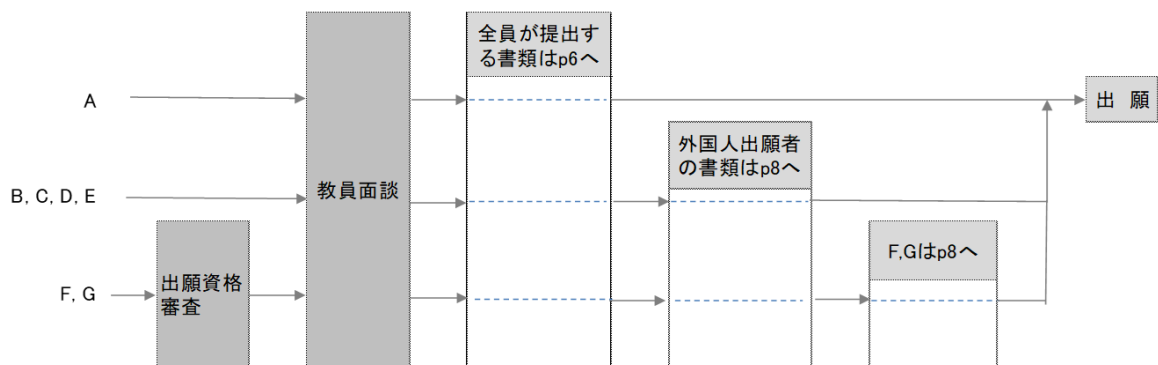 全員が提出す
る書類はp6へ
A
出　願
外国人出願者
の書類はp8へ
教員面談
B, C, D, E
F,Gはp8へ
出願資格
審査
F, G